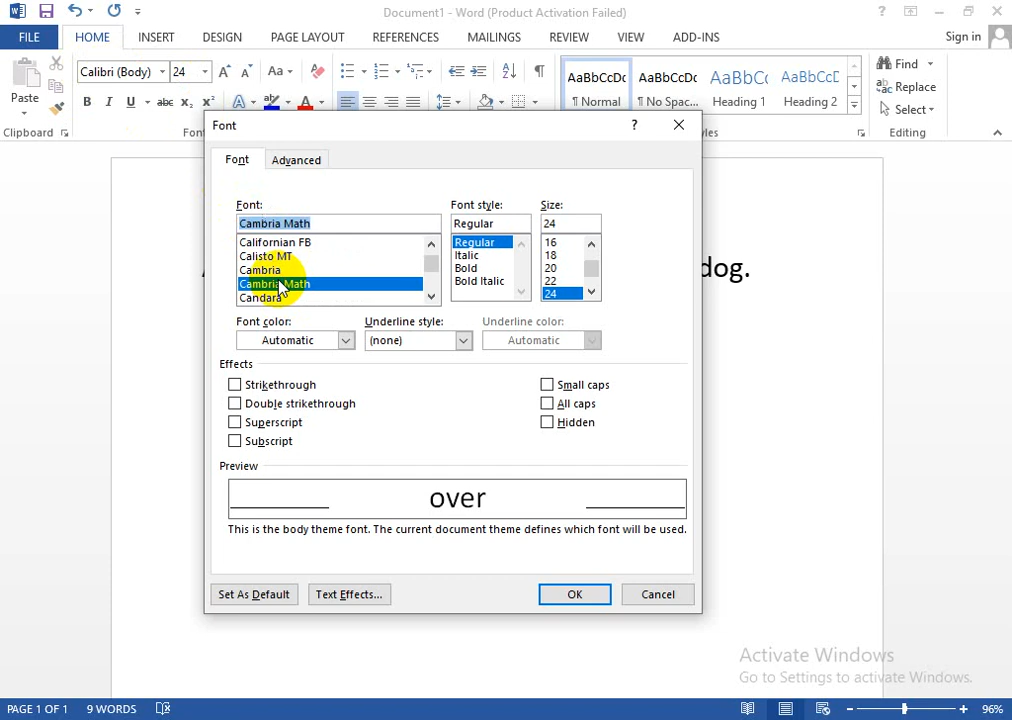 Document1 - Word (Product Activation Failed)
FILE HOME INSERT DESIGN PAGE LAYOUT REFERENCES MAILINGS REVIEW VIEW ADD-INS Sign in
Calibri (Body) 24 Aa AaBbCcDc AaBbCcDc AaBbCc AaBbCcD Find
Paste B I U abc x₂ x² A A ¶ Normal ¶ No Spac... Heading 1 Heading 2 Replace
Select
Clipboard Fon les Editing
Font
Font Advanced
Font: Font style: Size:
Cambria Math Regular 24
Californian FB Regular 16
Calisto MT Italic 18
Cambria Bold 20
Cambria Math Bold Italic 22
Candara 24
dog.
Font color: Underline style: Underline color:
Automatic (none) Automatic
Effects
Strikethrough Small caps
Double strikethrough All caps
Superscript Hidden
Subscript
Preview
over
This is the body theme font. The current document theme defines which font will be used.
Set As Default Text Effects... OK Cancel
Activate Windows
Go to Settings to activate Windows.
PAGE 1 OF 1 9 WORDS 96%